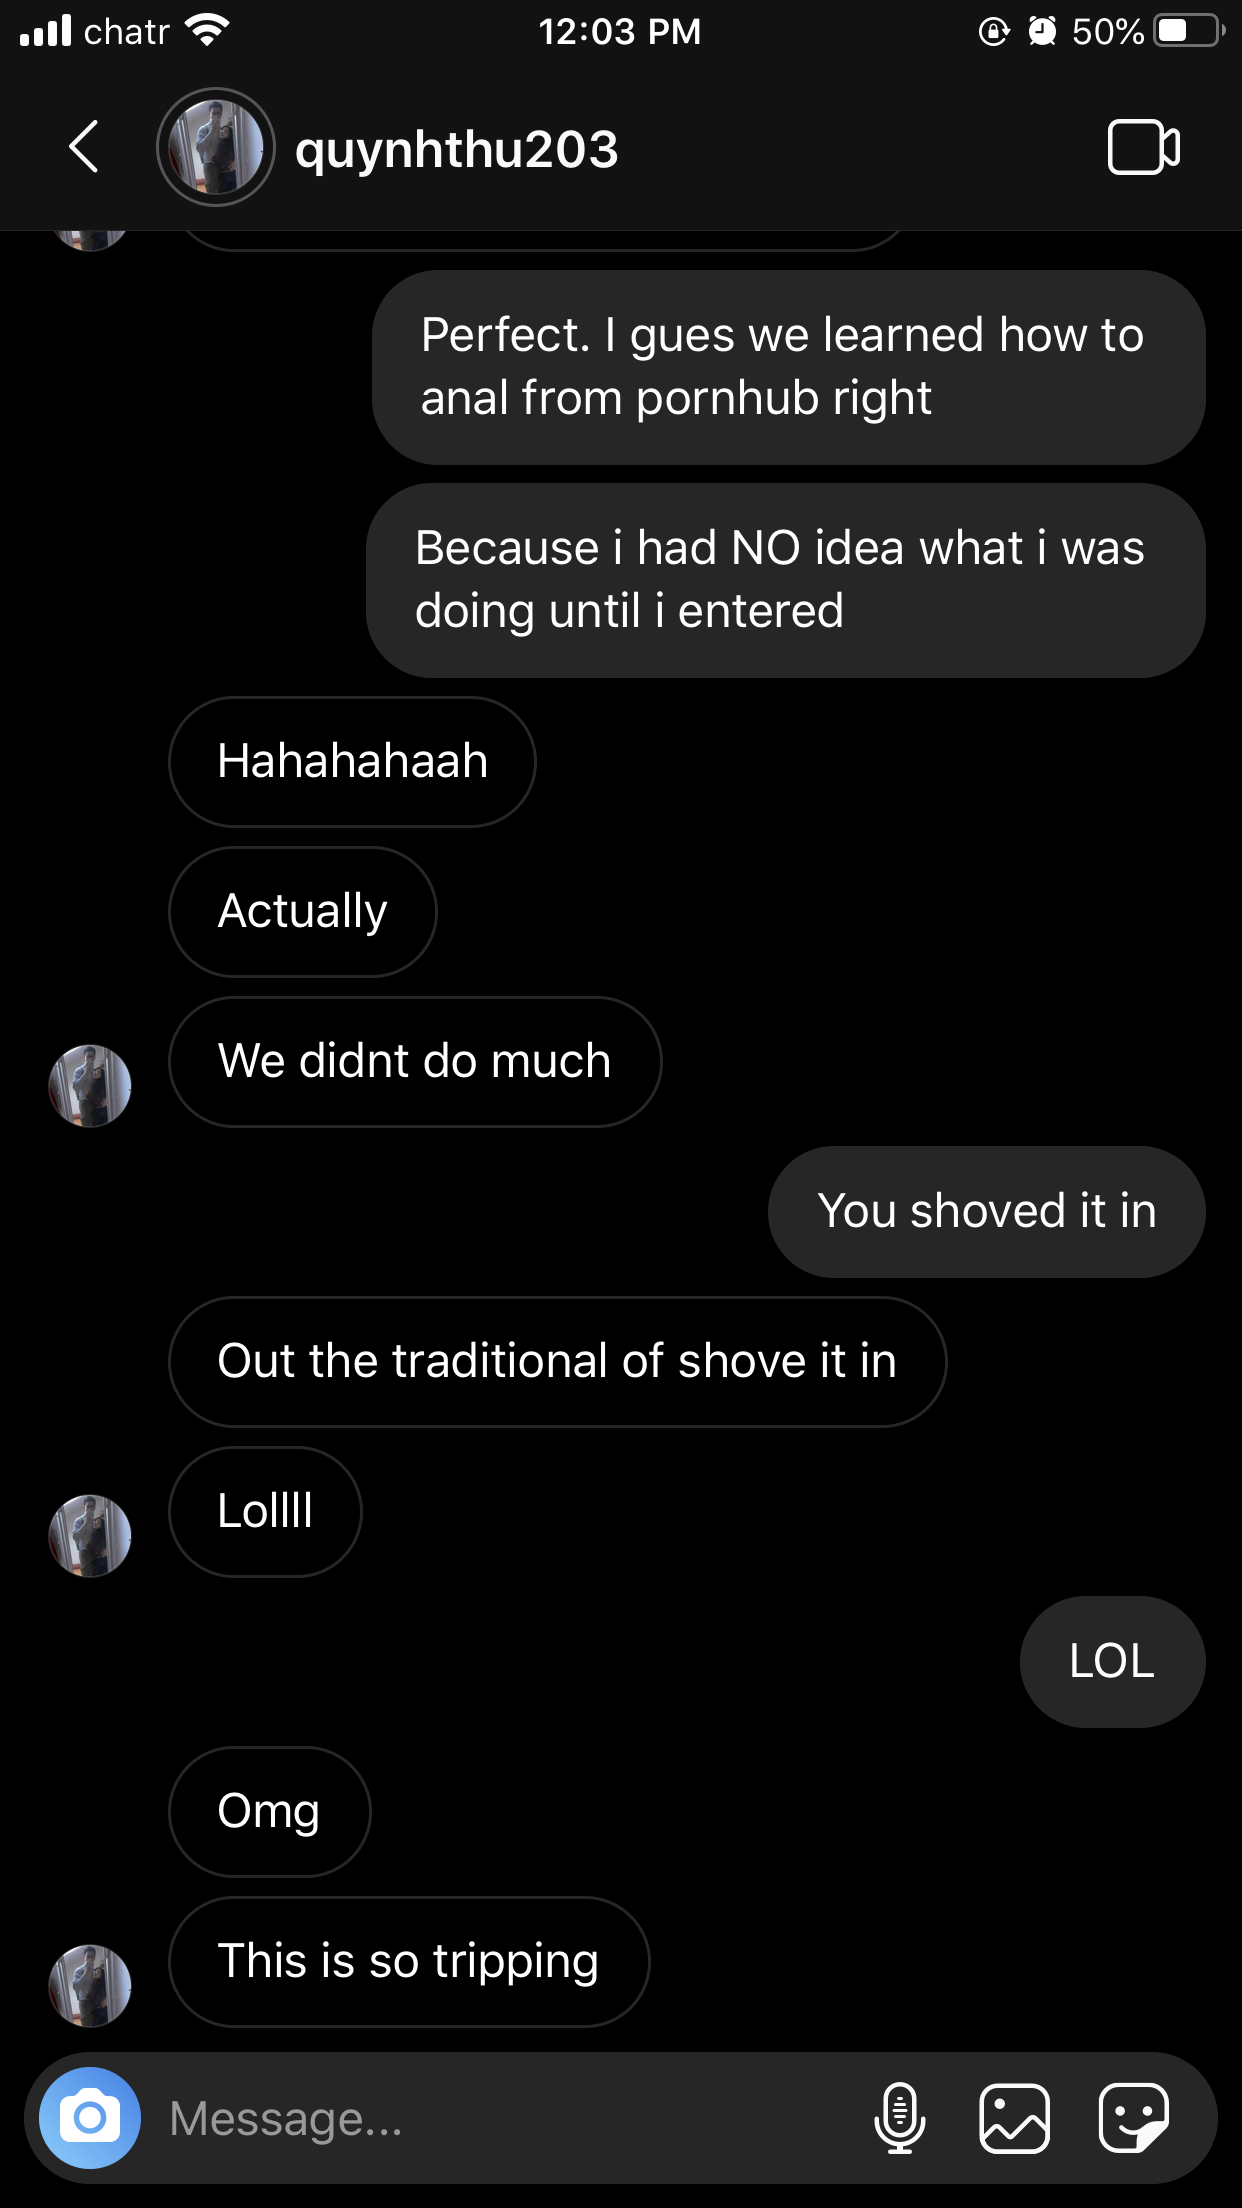 chatr
12:03 PM
50%
quynhthu203
Perfect. I gues we learned how to
anal from pornhub right
Because i had NO idea what i was
doing until i entered
Hahahahaah
Actually
We didnt do much
You shoved it in
Out the traditional of shove it in
Lollll
LOL
Omg
This is so tripping
Message...